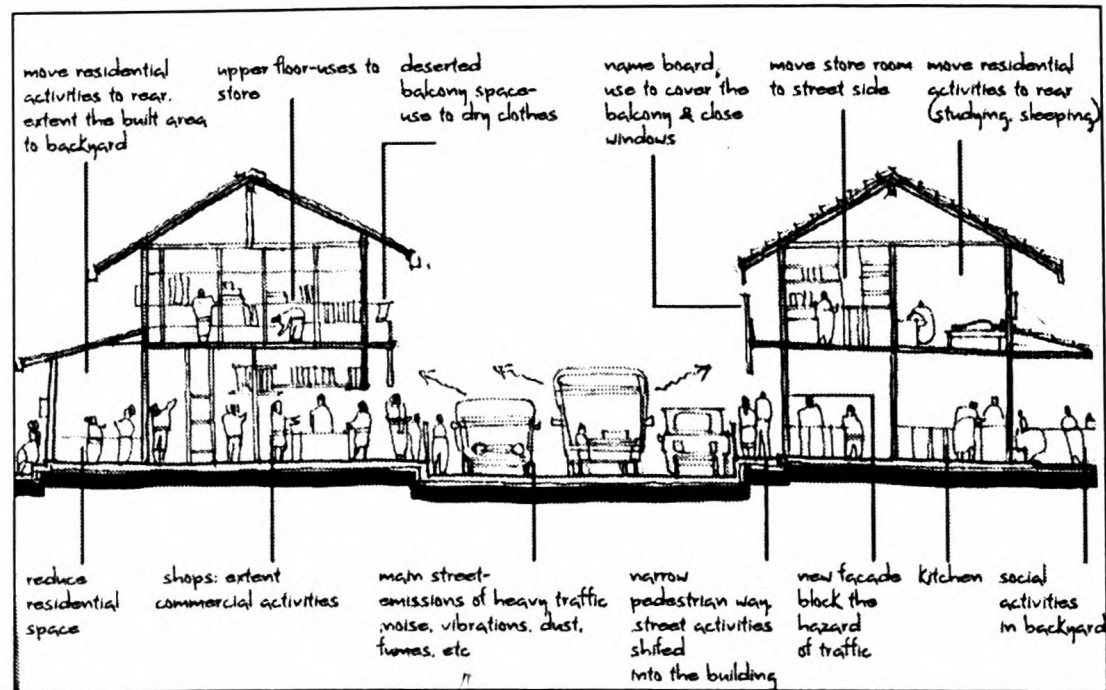 move residential
activities to rear.
extent the built area
to backyard
upper floor-uses to
store
deserted
balcony space-
use to dry clothes
name board,
use to cover the
balcony & close
windows
move store room
to street side
move residential
activities to rear
(studying, sleeping)
reduce
residential
space
shops: extent
commercial activities
main street-
emissions of heavy traffic
,noise, vibrations, dust,
fumes, etc
narrow
pedestrian way,
street activities
shifed
into the building
new facade
block the
hazard
of traffic
kitchen
social
activities
in backyard